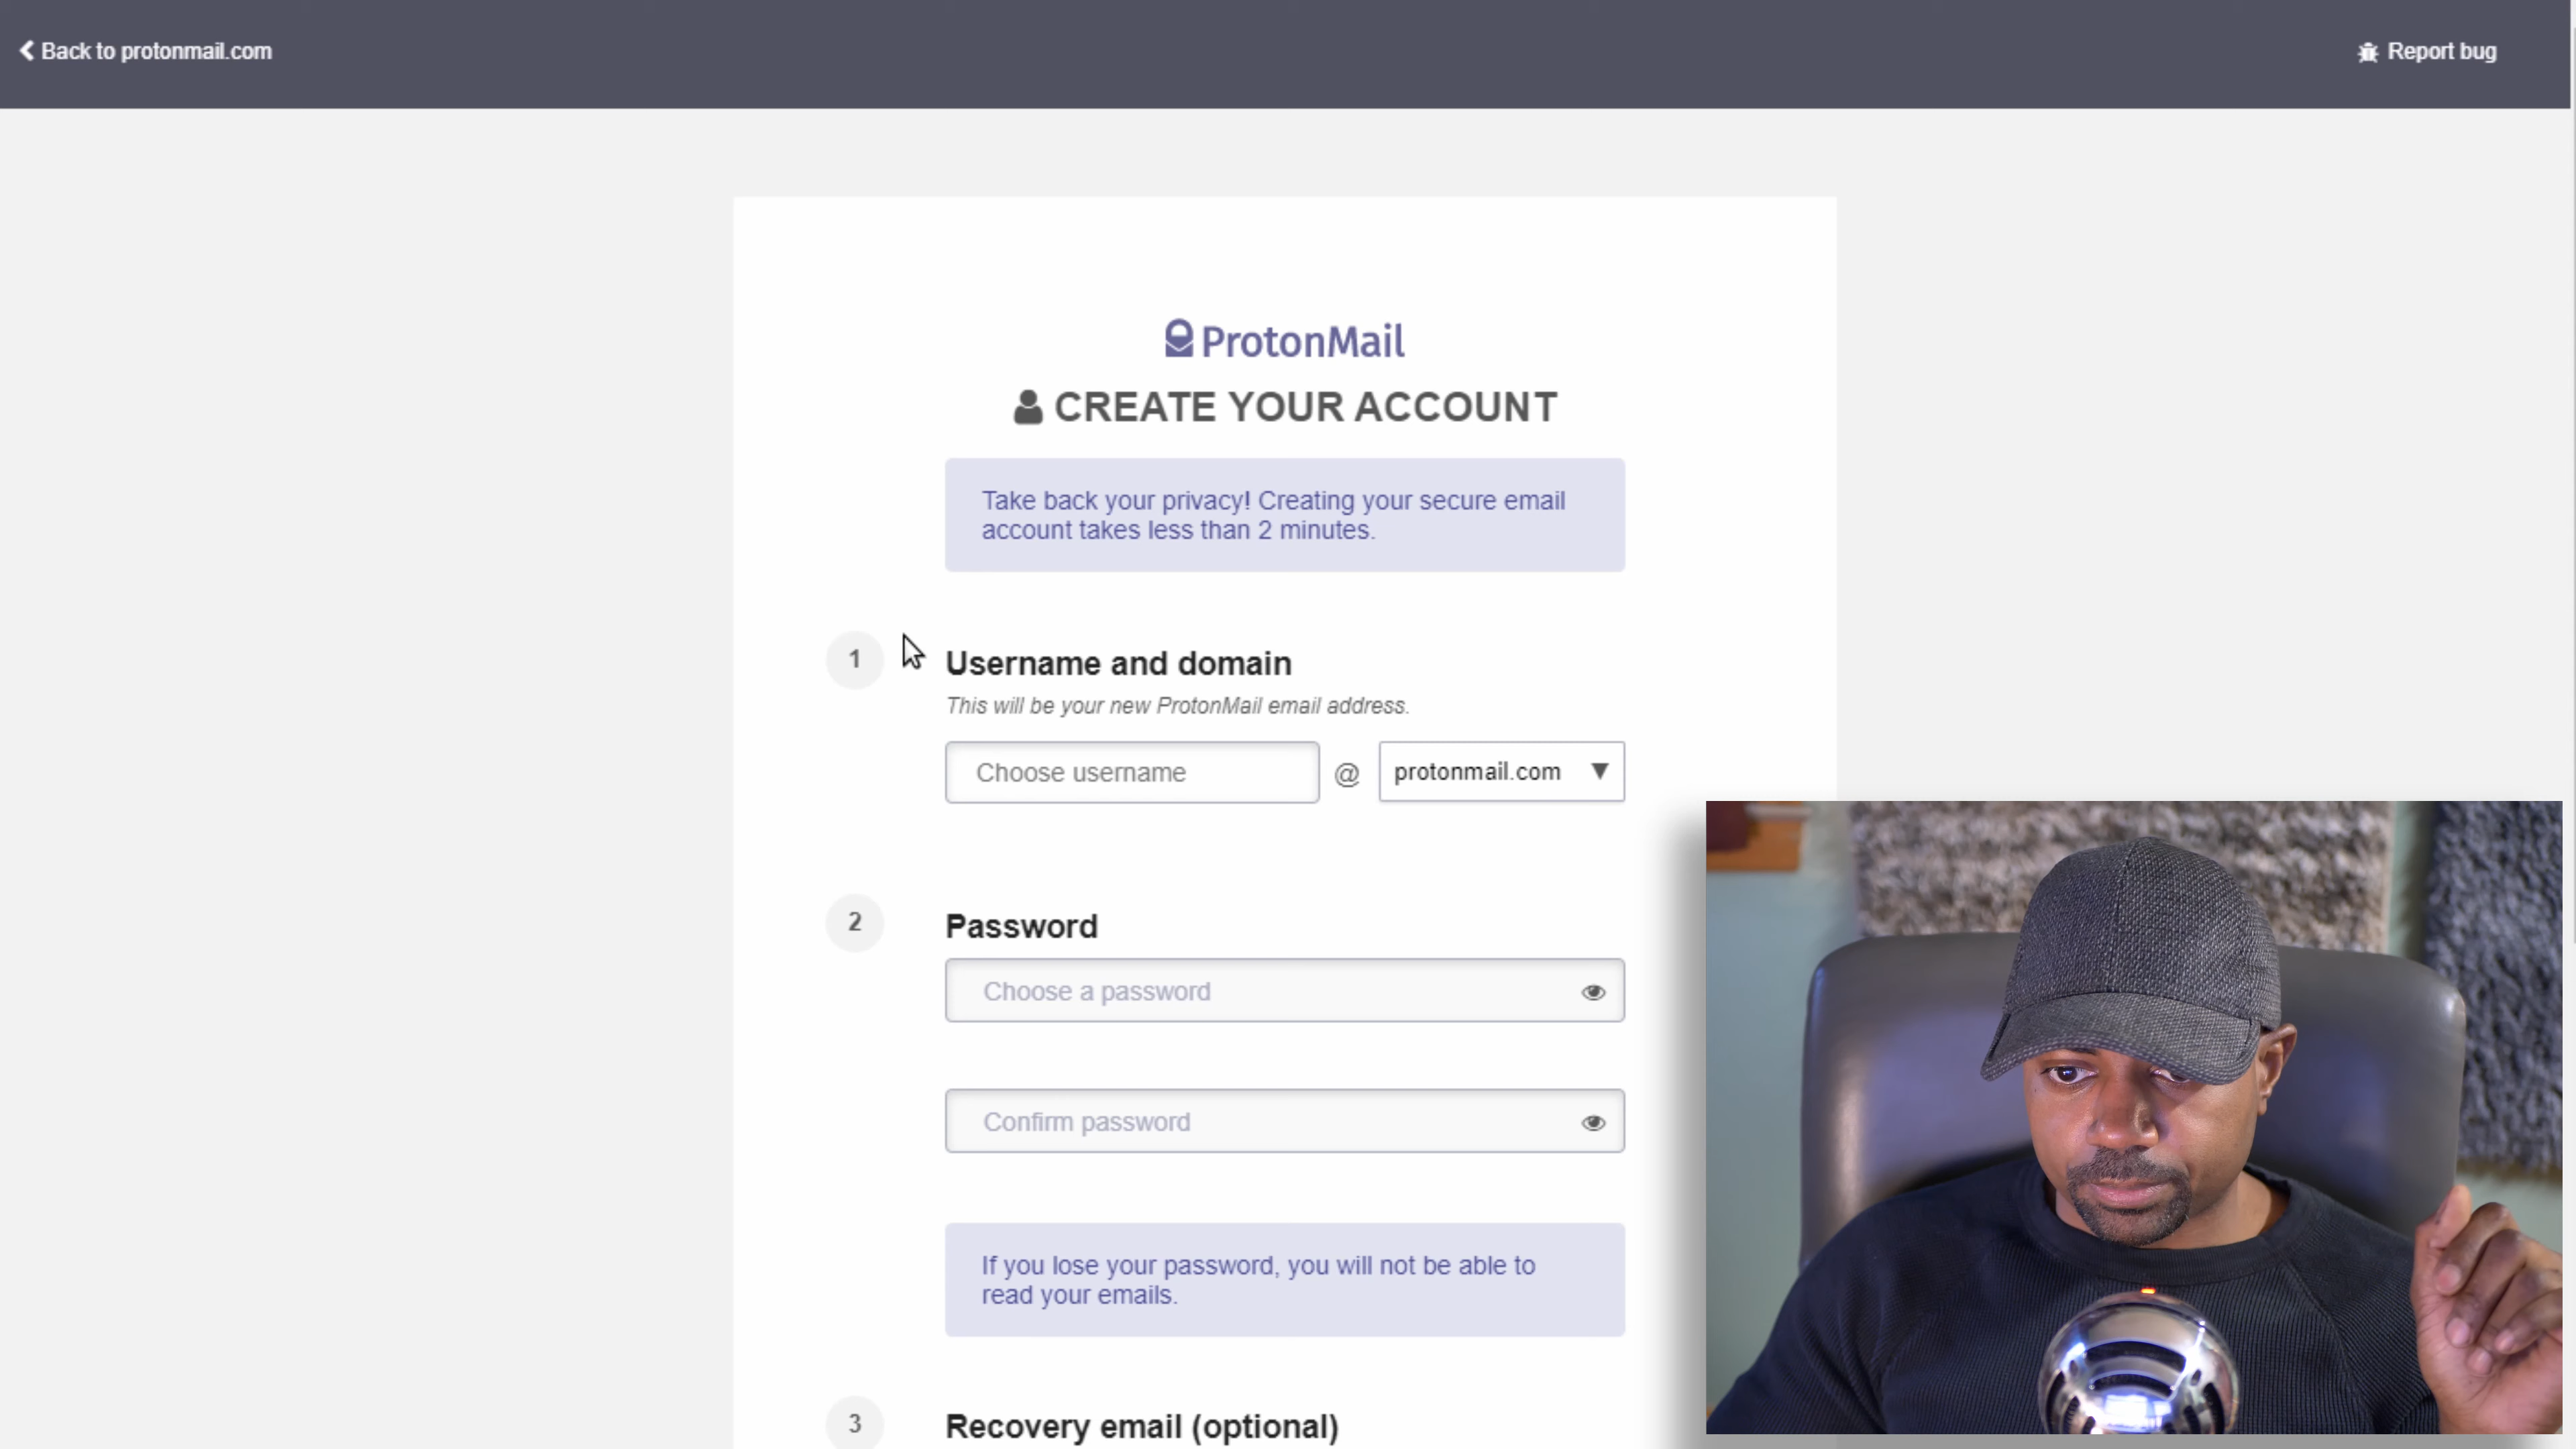 Back to protonmail.com
Report bug
ProtonMail
CREATE YOUR ACCOUNT
Take back your privacy! Creating your secure email
account takes less than 2 minutes.
1
Username and domain
This will be your new ProtonMail email address.
Choose username @ protonmail.com
2
Password
Choose a password
Confirm password
If you lose your password, you will not be able to
read your emails.
3
Recovery email (optional)